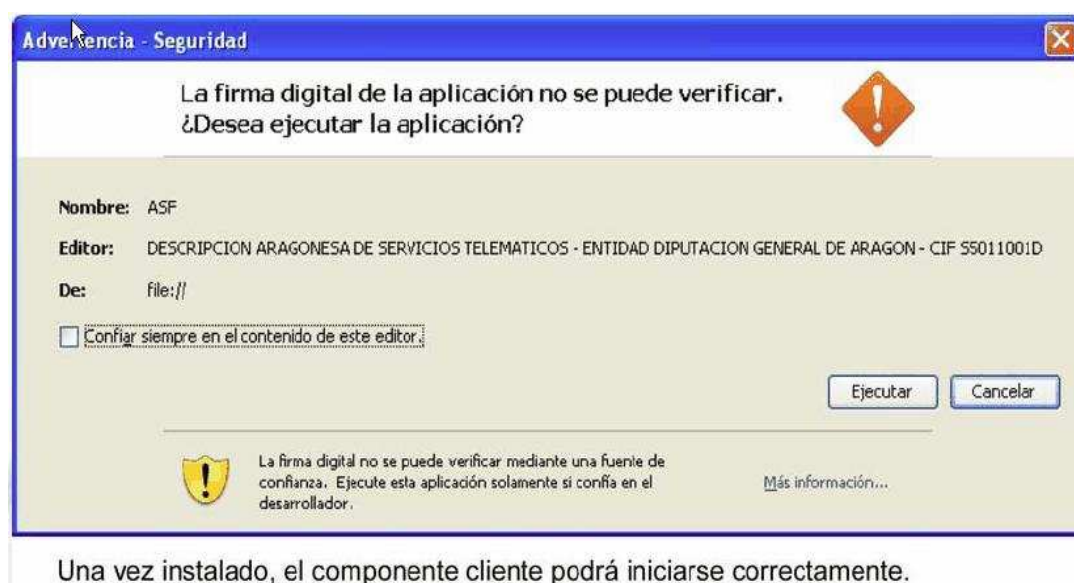 Advertencia - Seguridad
La firma digital de la aplicación no se puede verificar.
¿Desea ejecutar la aplicación?
Nombre: ASF
Editor: DESCRIPCION ARAGONESA DE SERVICIOS TELEMATICOS - ENTIDAD DIPUTACION GENERAL DE ARAGON - CIF S5011001D
De: file://
Confiar siempre en el contenido de este editor.
Ejecutar Cancelar
La firma digital no se puede verificar mediante una fuente de
confianza. Ejecute esta aplicación solamente si confía en el
desarrollador.
Más información...
Una vez instalado, el componente cliente podrá iniciarse correctamente.